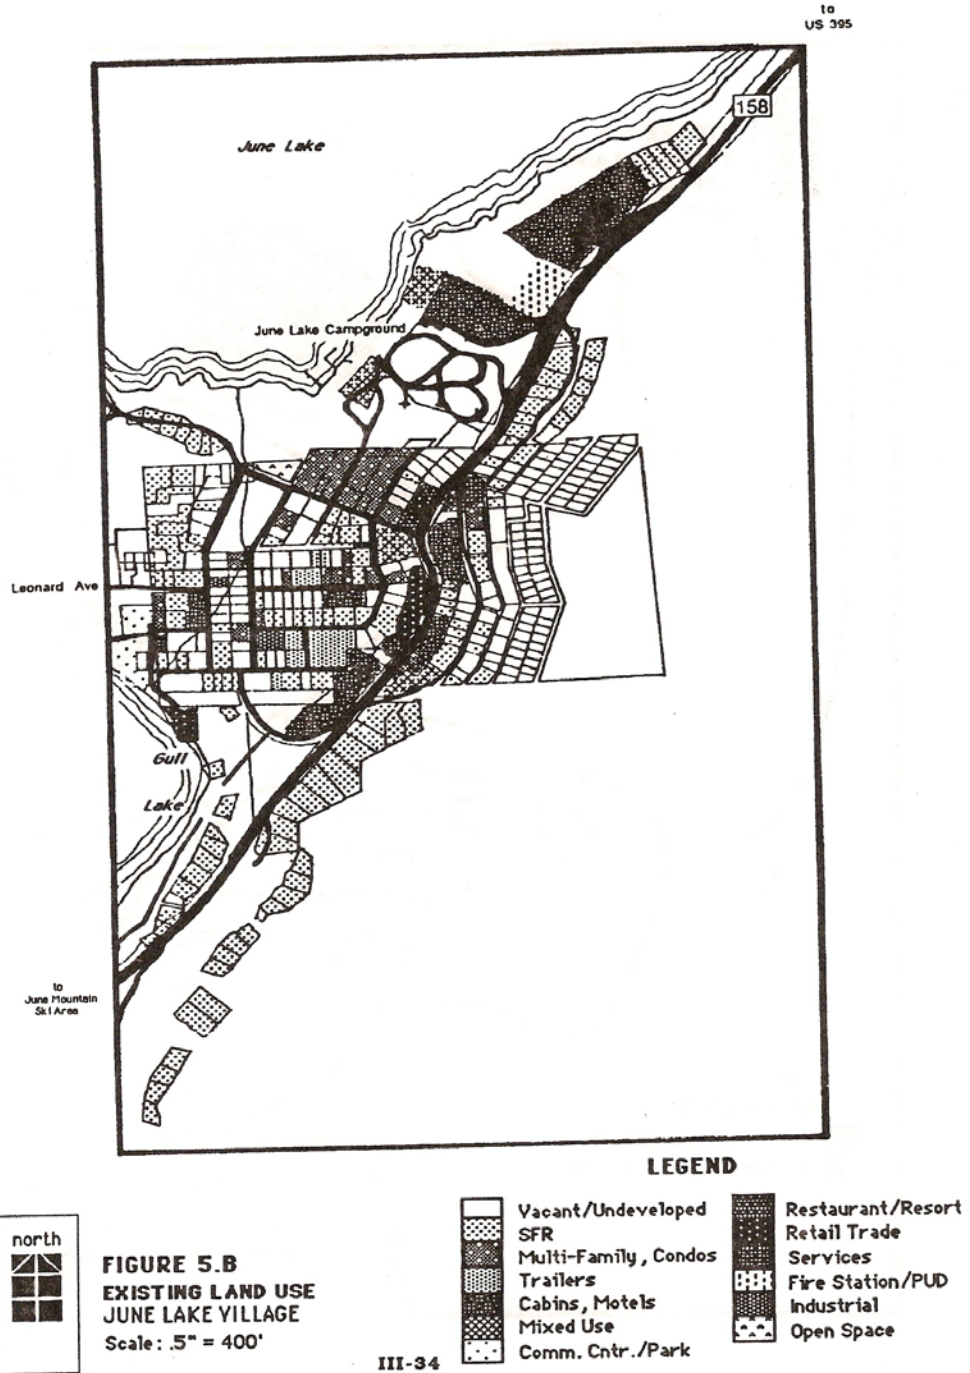 to
US 395
158
June Lake
June Lake Campground
Leonard Ave
Gull
Lake
to
June Mountain
Ski Area
LEGEND
Vacant/Undeveloped
SFR
Multi-Family, Condos
Trailers
Cabins, Motels
Mixed Use
Comm. Cntr./Park
Restaurant/Resort
Retail Trade
Services
Fire Station/PUD
Industrial
Open Space
north
FIGURE 5.B
EXISTING LAND USE
JUNE LAKE VILLAGE
Scale: .5" = 400'
III-34